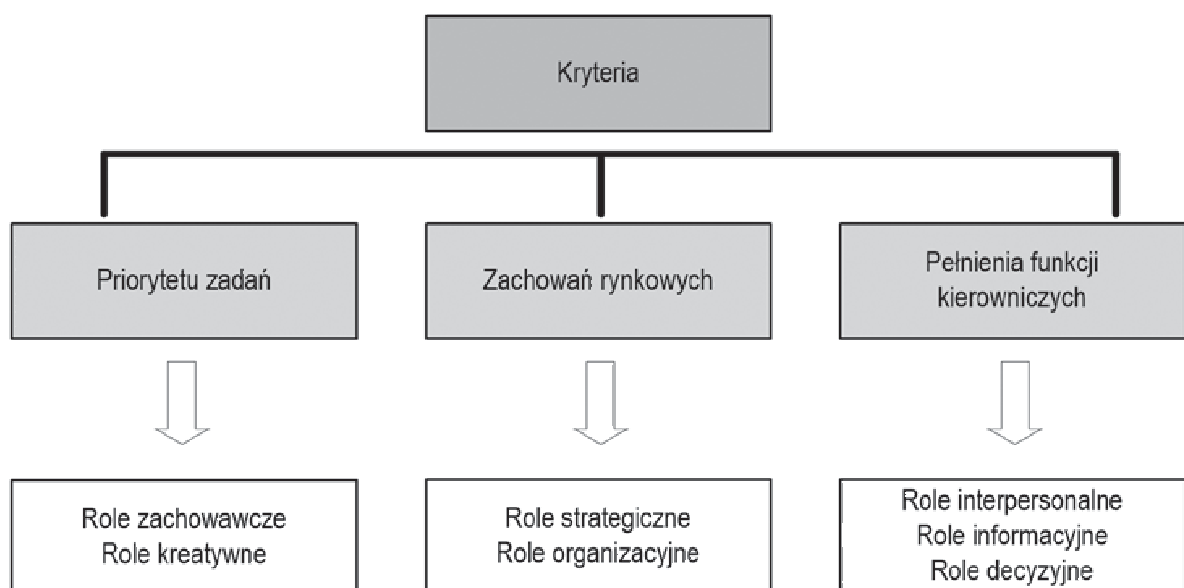 Kryteria
Priorytetu zadań
Zachowań rynkowych
Pełnienia funkcji
kierowniczych
Role zachowawcze
Role kreatywne
Role strategiczne
Role organizacyjne
Role interpersonalne
Role informacyjne
Role decyzyjne